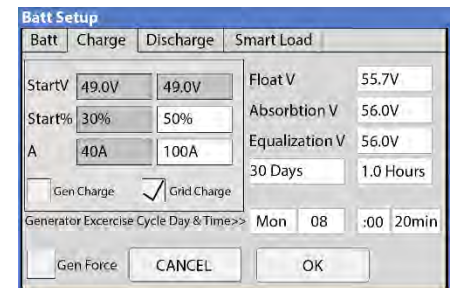 Batt Setup
Batt Charge Discharge Smart Load
StartV 49.0V 49.0V Float V 55.7V
Start% 30% 50% Absorbtion V 56.0V
A 40A 100A Equalization V 56.0V
30 Days 1.0 Hours
Gen Charge Grid Charge
Generator Excercise Cycle Day & Time>> Mon 08 :00 20min
Gen Force CANCEL OK